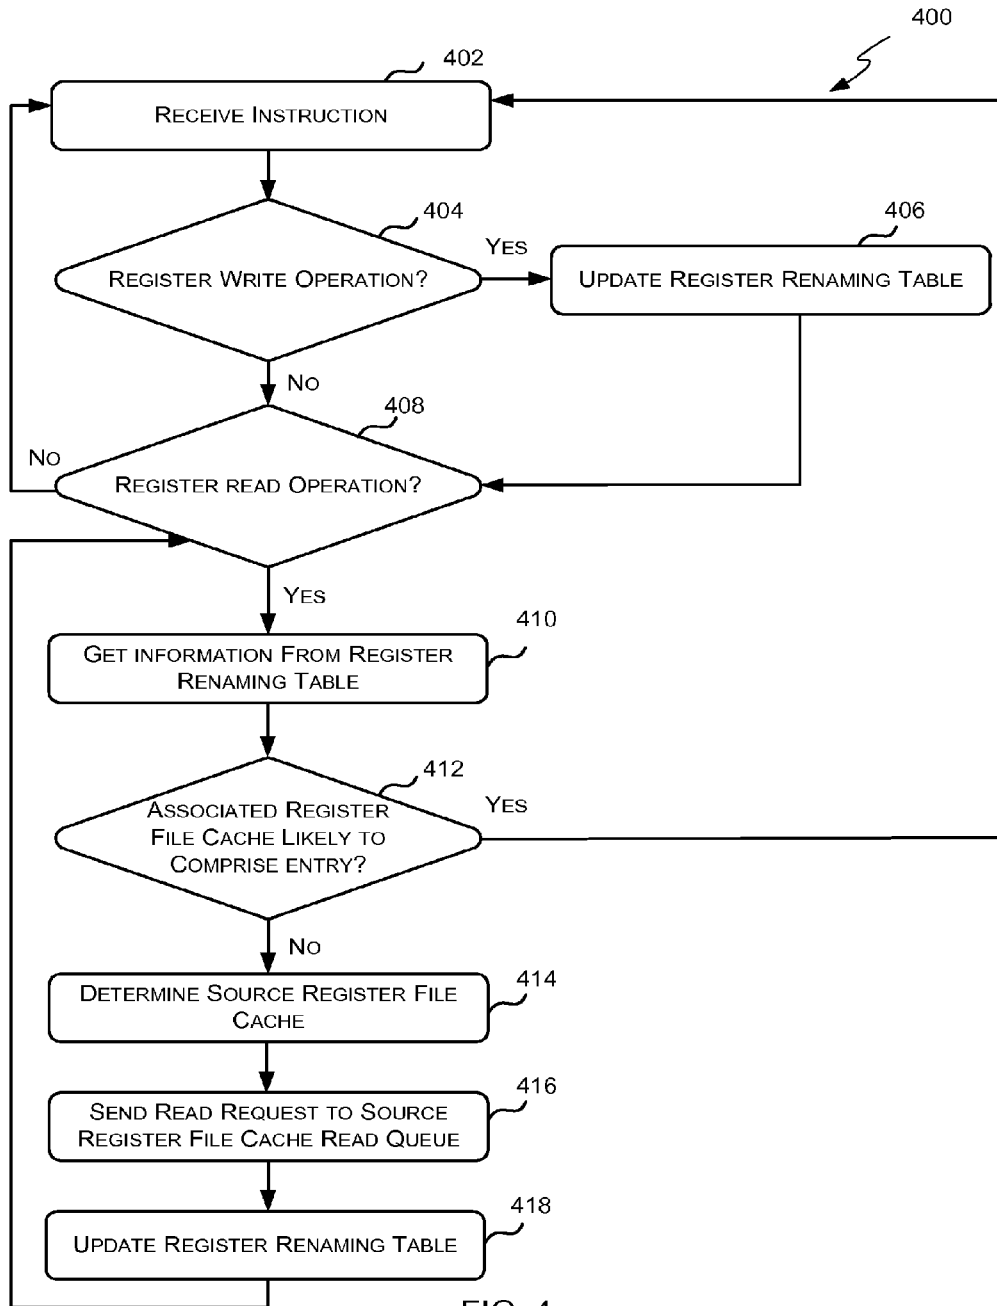 400
402
RECEIVE INSTRUCTION
404
REGISTER WRITE OPERATION?
YES
406
UPDATE REGISTER RENAMING TABLE
NO
408
NO
REGISTER READ OPERATION?
YES
410
GET INFORMATION FROM REGISTER
RENAMING TABLE
412
ASSOCIATED REGISTER
FILE CACHE LIKELY TO
COMPRISE ENTRY?
YES
NO
414
DETERMINE SOURCE REGISTER FILE
CACHE
416
SEND READ REQUEST TO SOURCE
REGISTER FILE CACHE READ QUEUE
418
UPDATE REGISTER RENAMING TABLE
FIG. 4